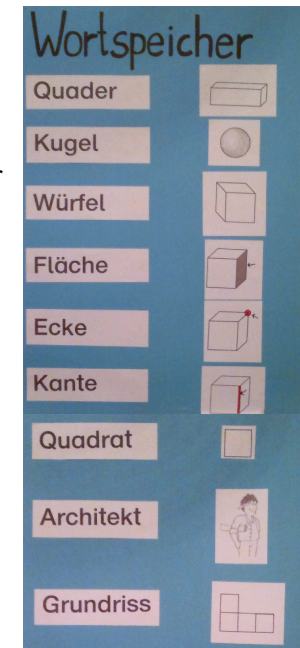 Wortspeicher
Quader
Kugel
Würfel
Fläche
Ecke
Kante
Quadrat
Architekt
Grundriss